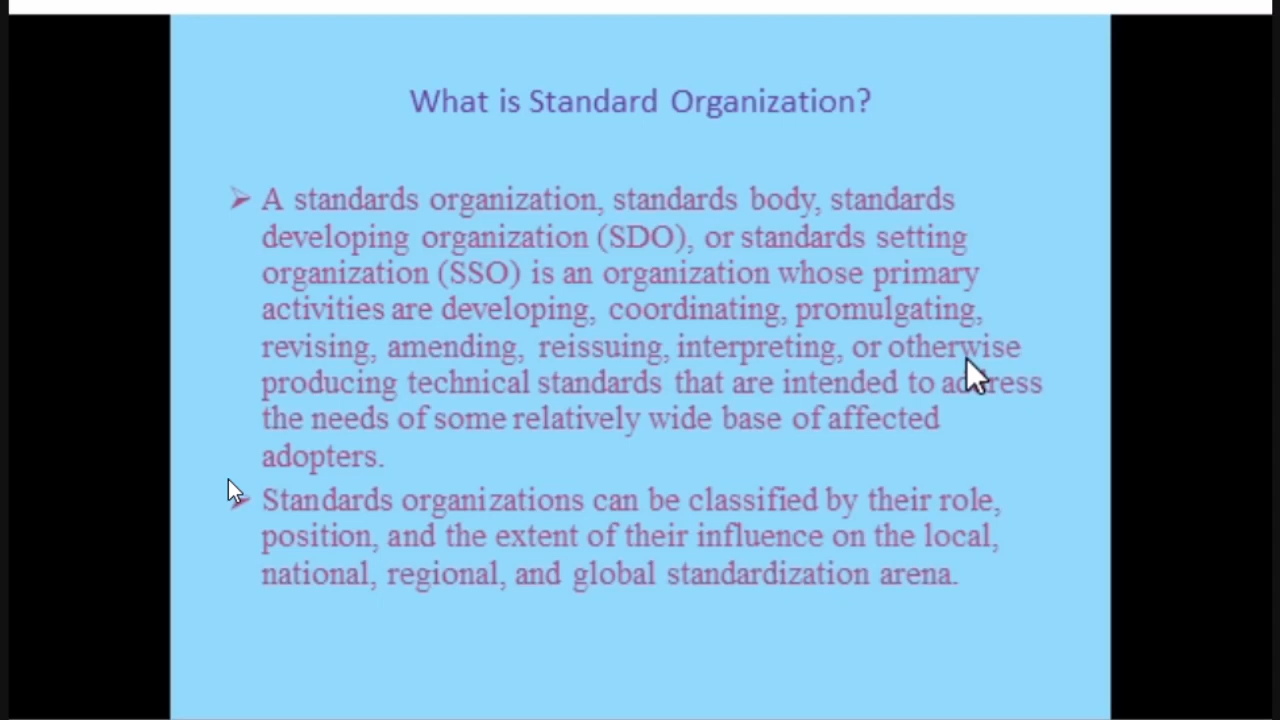 What is Standard Organization?
A standards organization, standards body, standards
developing organization (SDO), or standards setting
organization (SSO) is an organization whose primary
activities are developing, coordinating, promulgating,
revising, amending, reissuing, interpreting, or otherwise
producing technical standards that are intended to address
the needs of some relatively wide base of affected
adopters.
Standards organizations can be classified by their role,
position, and the extent of their influence on the local,
national, regional, and global standardization arena.